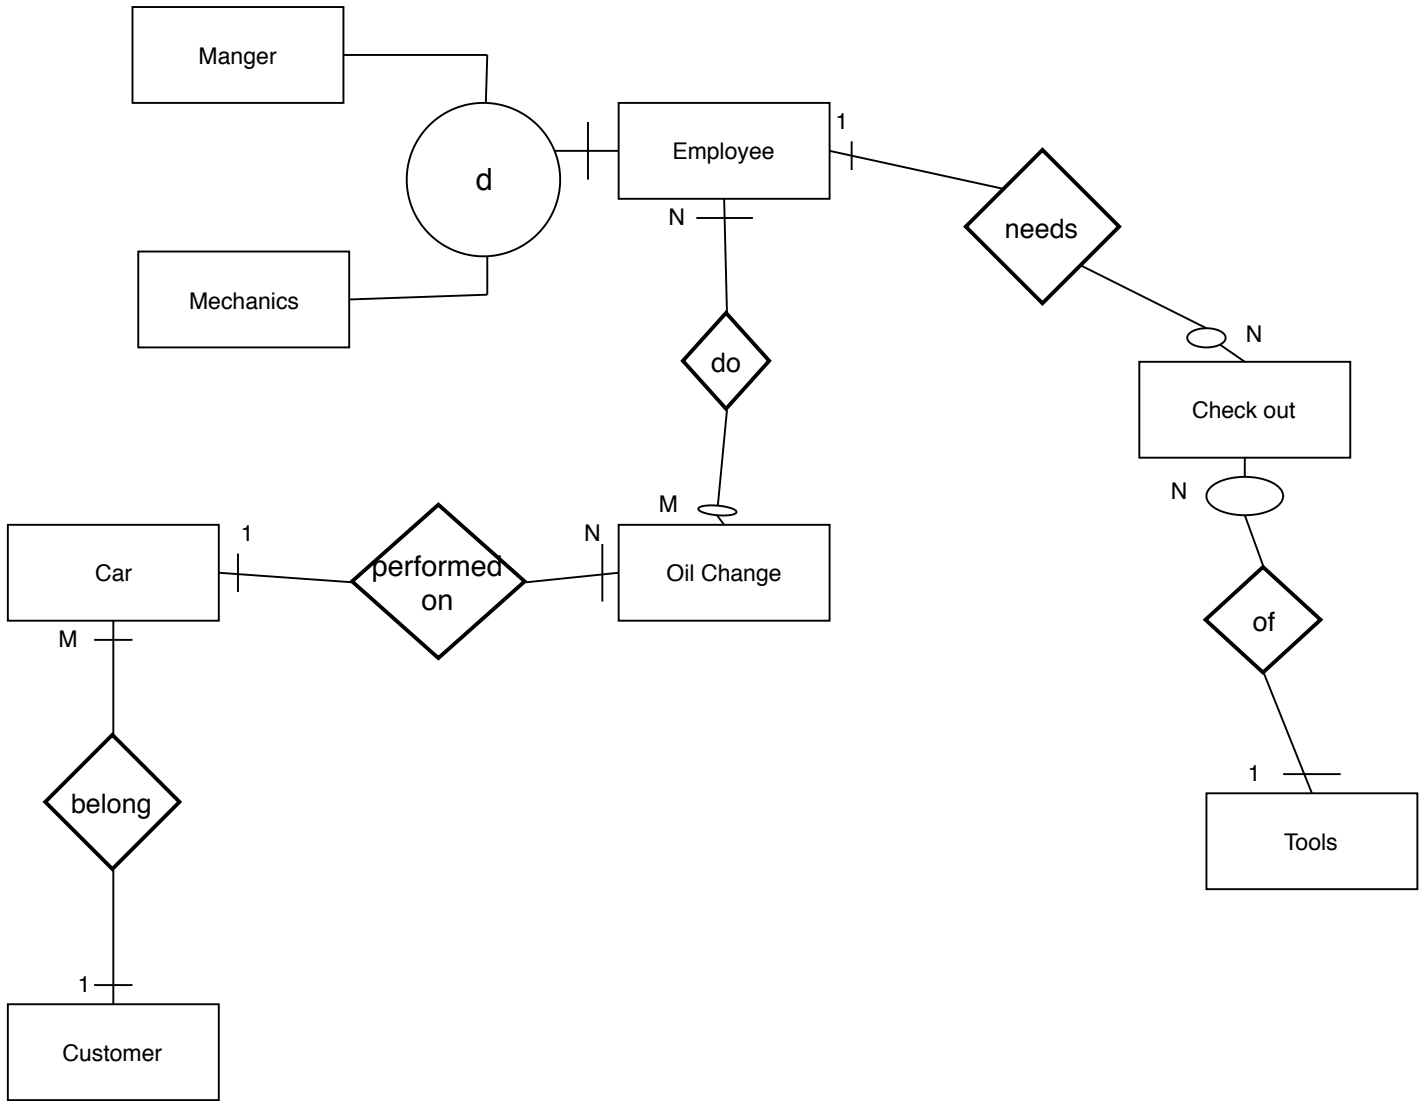 Manger
Employee
1
d
N
needs
Mechanics
do
N
Check out
M
N
1
N
Car
performed
on
Oil Change
of
M
1
belong
Tools
1
Customer